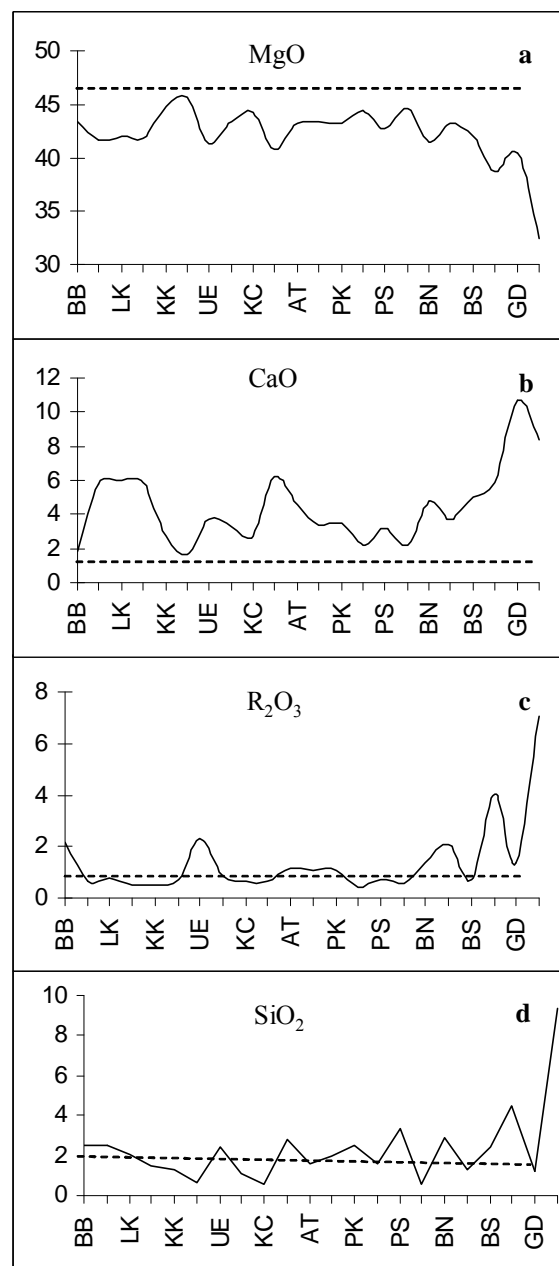 MgO a
50
45
40
35
30
BB LK KK UE KC AT PK PS BN BS GD
CaO b
12
10
8
6
4
2
0
BB LK KK UE KC AT PK PS BN BS GD
R₂O₃ c
8
6
4
2
0
BB LK KK UE KC AT PK PS BN BS GD
SiO₂ d
10
8
6
4
2
0
BB LK KK UE KC AT PK PS BN BS GD